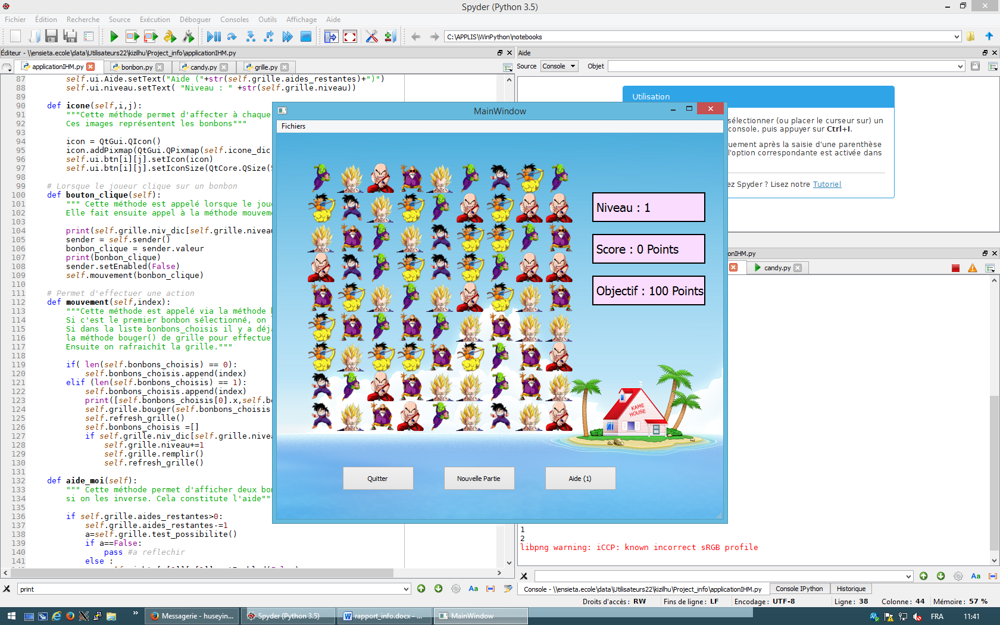 Spyder (Python 3.5)
Fichier Édition Recherche Source Exécution Déboguer Consoles Outils Affichage Aide
C:\APPLIS\WinPython\notebooks
Éditeur - \\ensieta.ecole\data\Utilisateurs22\kizilhu\Project_info\applicationIHM.py
Aide
applicationIHM.py bonbon.py candy.py grille.py
Source Console Objet
87 self.ui.Aide.setText("Aide ("+str(self.grille.aides_restantes)+")")
88 self.ui.niveau.setText( "Niveau : " +str(self.grille.niveau))
89
90 def icone(self,i,j):
91 """Cette méthode permet d'affecter à chaque
92 Ces images représentent les bonbons"""
93
94 icon = QtGui.QIcon()
95 icon.addPixmap(QtGui.QPixmap(self.icone_dic
96 self.ui.btn[i][j].setIcon(icon)
97 self.ui.btn[i][j].setIconSize(QtCore.QSize(
98
99 # Lorsque le joueur clique sur un bonbon
100 def bouton_clique(self):
101 """ Cette méthode est appelé lorsque le jou
102 Elle fait ensuite appel à la méthode mouvem
103
104 print(self.grille.niv_dic[self.grille.niveau
105 sender = self.sender()
106 bonbon_clique = sender.valeur
107 print(bonbon_clique)
108 sender.setEnabled(False)
109 self.mouvement(bonbon_clique)
110
111 # Permet d'effectuer une action
112 def mouvement(self,index):
113 """Cette méthode est appelé via la méthode
114 Si c'est le premier bonbon sélectionné, on
115 Si dans la liste bonbons_choisis il y a déj
116 la méthode bouger() de grille pour effectue
117 Ensuite on rafraichît la grille."""
118
119 if( len(self.bonbons_choisis) == 0):
120 self.bonbons_choisis.append(index)
121 elif (len(self.bonbons_choisis) == 1):
122 self.bonbons_choisis.append(index)
123 print([self.bonbons_choisis[0].x,self.b
124 self.grille.bouger(self.bonbons_choisis
125 self.refresh_grille()
126 self.bonbons_choisis =[]
127 if self.grille.niv_dic[self.grille.nivea
128 self.grille.niveau+=1
129 self.grille.remplir()
130 self.refresh_grille()
131
132 def aide_moi(self):
133 """ Cette méthode permet d'afficher deux bon
134 si on les inverse. Cela constitute l'aide""
135
136 if self.grille.aides_restantes>0:
137 self.grille.aides_restantes-=1
138 a=self.grille.test_possibilite()
139 if a==False:
140 pass #a reflechir
141 else :
MainWindow
Fichiers
Niveau : 1
Score : 0 Points
Objectif : 100 Points
KAME
HOUSE
Quitter Nouvelle Partie Aide (1)
Utilisation
sélectionner (ou placer le curseur sur) un
console, puis appuyer sur Ctrl+I.
uement après la saisie d'une parenthèse
l'option correspondante est activée dans
ez Spyder ? Lisez notre Tutoriel
onIHM.py
candy.py
1
2
libpng warning: iCCP: known incorrect sRGB profile
print
Aa
Aa
Console - \\ensieta.ecole\data\Utilisateurs22\kizilhu\Project_info\applicationIHM.py Console IPython Historique
Droits d'accès : RW Fins de ligne : LF Encodage : UTF-8 Ligne : 38 Colonne : 44 Mémoire : 57 %
Messagerie - huseyin... Spyder (Python 3.5) rapport_info.docx - ... MainWindow FRA 11:41